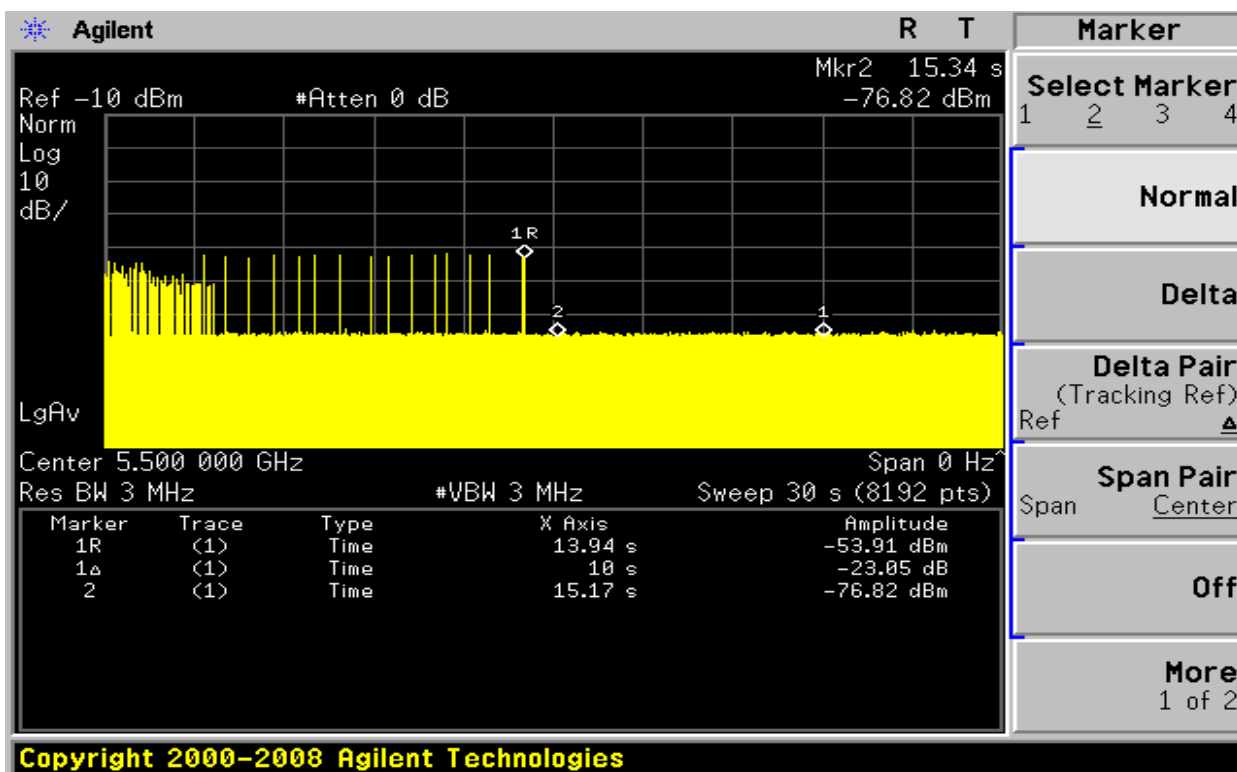 Agilent R T
Mkr2 15.34 s
Ref −10 dBm #Atten 0 dB −76.82 dBm
Norm
Log
10
dB/
1R
2
1
LgAv
Center 5.500 000 GHz Span 0 Hz^
Res BW 3 MHz #VBW 3 MHz Sweep 30 s (8192 pts)
Marker Trace Type X Axis Amplitude
1R (1) Time 13.94 s −53.91 dBm
1Δ (1) Time 10 s −23.05 dB
2 (1) Time 15.17 s −76.82 dBm
Marker
Select Marker
1 2 3 4
Normal
Delta
Delta Pair
(Tracking Ref)
Ref Δ
Span Pair
Span Center
Off
More
1 of 2
Copyright 2000−2008 Agilent Technologies